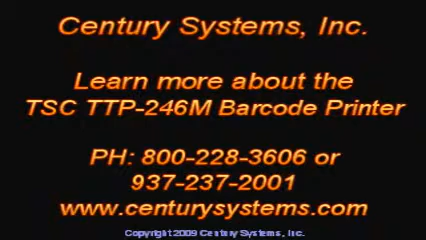 Century Systems, Inc.
Learn more about the
TSC TTP-246M Barcode Printer
PH: 800-228-3606 or
937-237-2001
www.centurysystems.com
Copyright 2009 Century Systems, Inc.